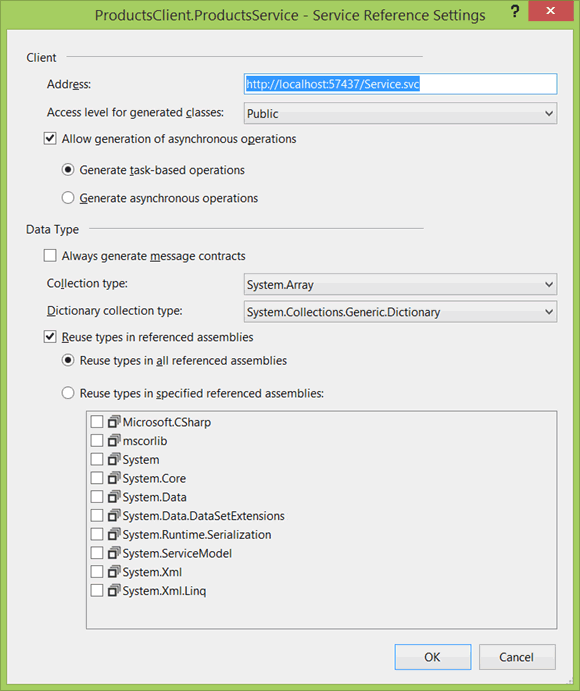 ProductsClient.ProductsService - Service Reference Settings ?
Client
Address: http://localhost:57437/Service.svc
Access level for generated classes: Public
Allow generation of asynchronous operations
Generate task-based operations
Generate asynchronous operations
Data Type
Always generate message contracts
Collection type: System.Array
Dictionary collection type: System.Collections.Generic.Dictionary
Reuse types in referenced assemblies
Reuse types in all referenced assemblies
Reuse types in specified referenced assemblies:
Microsoft.CSharp
mscorlib
System
System.Core
System.Data
System.Data.DataSetExtensions
System.Runtime.Serialization
System.ServiceModel
System.Xml
System.Xml.Linq
OK Cancel